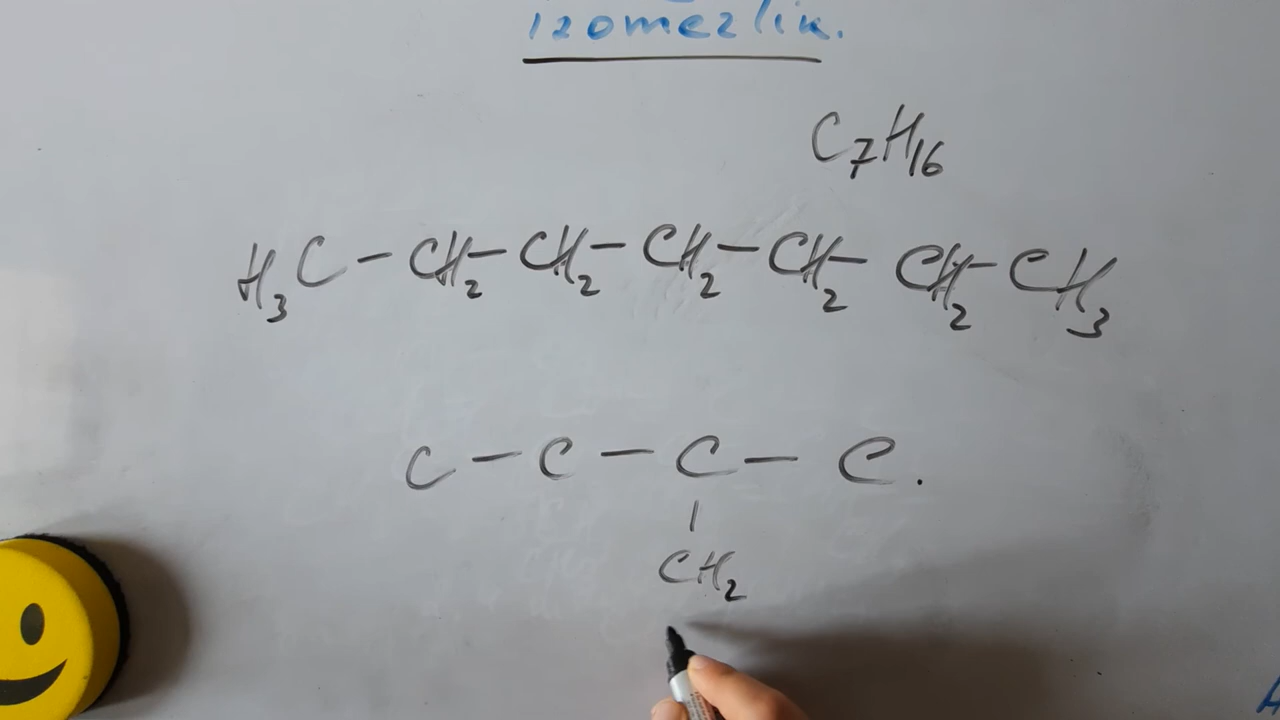 izomerlik.
C₇H₁₆
H₃C-CH₂-CH₂-CH₂-CH₂-CH₂-CH₃
C-C-C-C.
|
CH₂